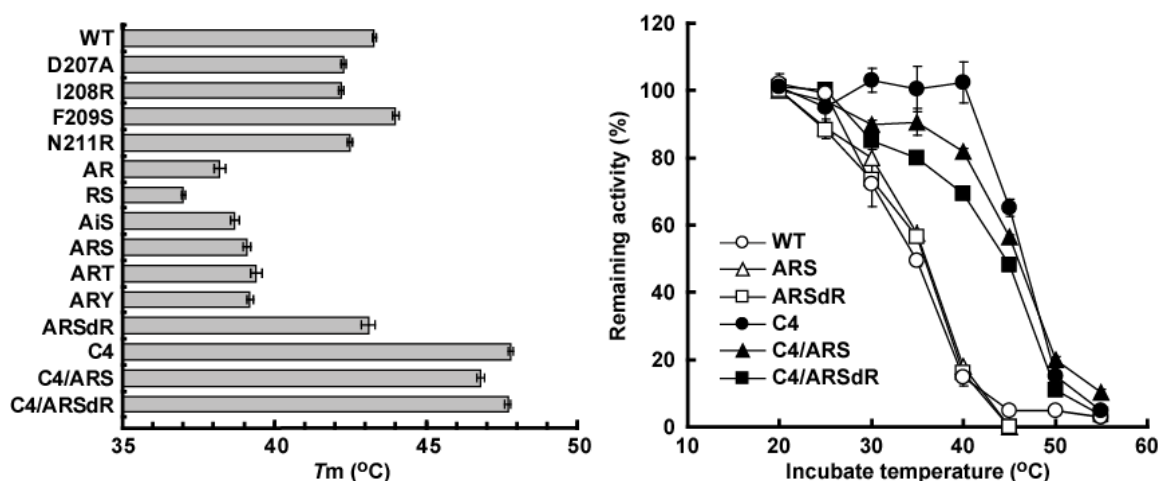 WT
D207A
I208R
F209S
N211R
AR
RS
AiS
ARS
ART
ARY
ARSdR
C4
C4/ARS
C4/ARSdR
35 40 45 50
Tm (°C)
Remaining activity (%)
120
100
80
60
40
20
0
WT
ARS
ARSdR
C4
C4/ARS
C4/ARSdR
10 20 30 40 50 60
Incubate temperature (°C)